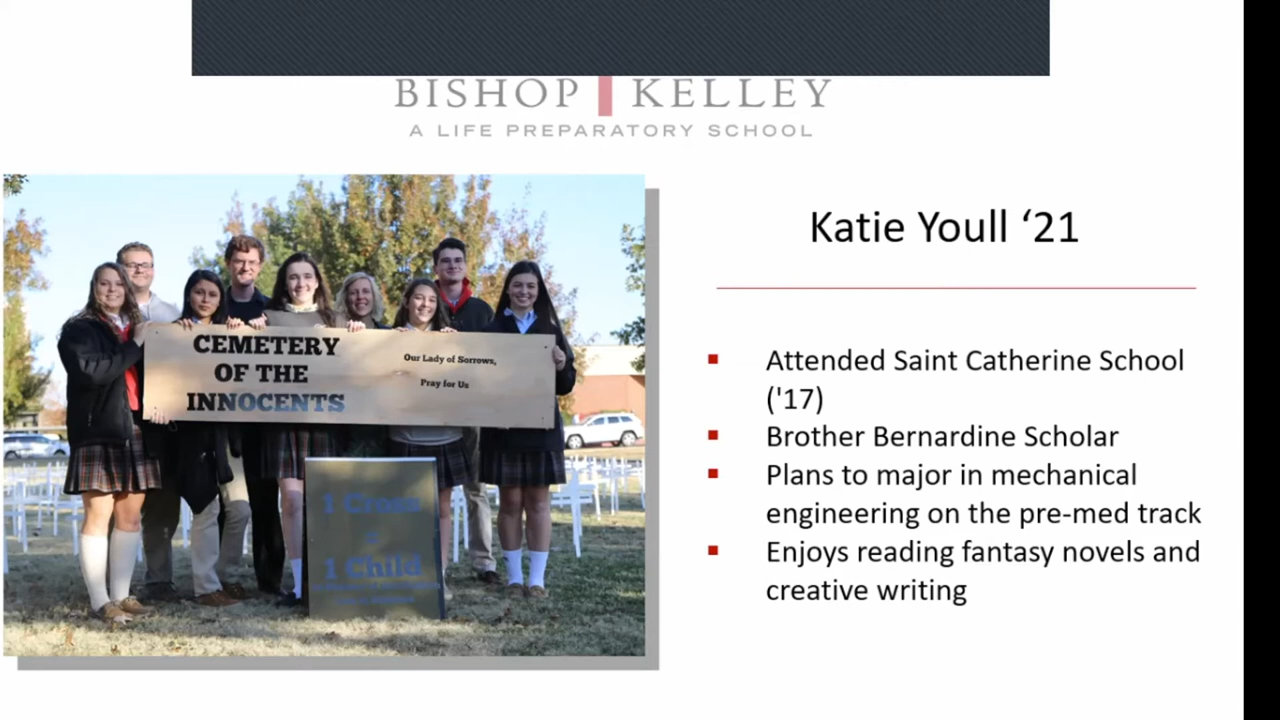 BISHOP KELLEY
A LIFE PREPARATORY SCHOOL
CEMETERY
OF THE
INNOCENTS
Our Lady of Sorrows,
Pray for Us
1 Cross
=
1 Child
Katie Youll ‘21
Attended Saint Catherine School
('17)
Brother Bernardine Scholar
Plans to major in mechanical
engineering on the pre-med track
Enjoys reading fantasy novels and
creative writing